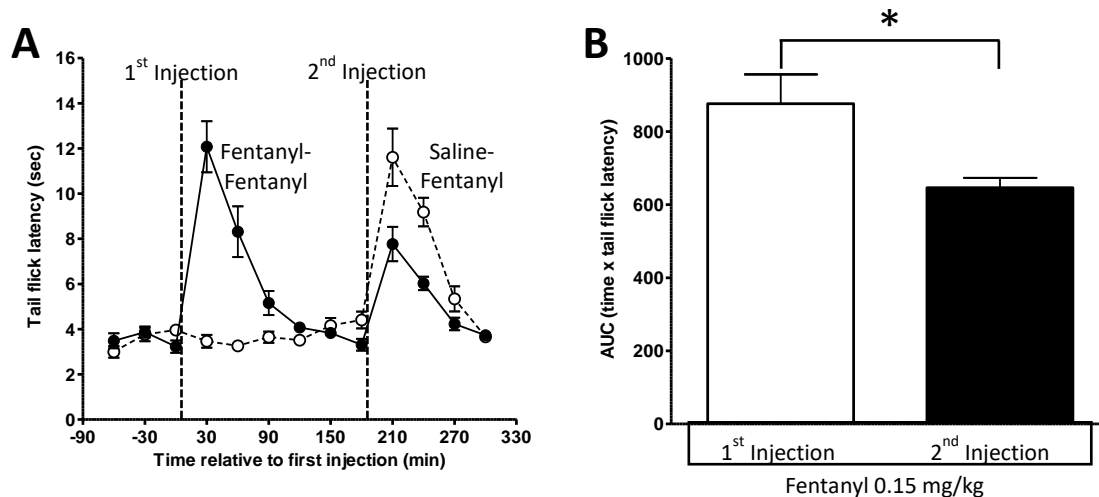 A
Tail flick latency (sec)
16
14
12
10
8
6
4
2
0
1st Injection
2nd Injection
Fentanyl-
Fentanyl
Saline-
Fentanyl
-90
-30
30
90
150
210
270
330
Time relative to first injection (min)
B
*
AUC (time x tail flick latency)
1000
800
600
400
200
0
1st Injection
2nd Injection
Fentanyl 0.15 mg/kg